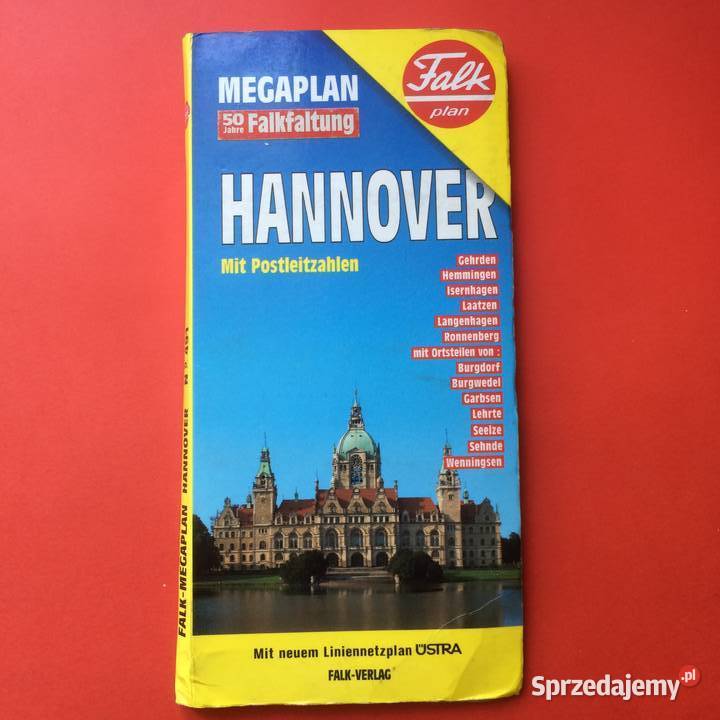 MEGAPLAN
50 Jahre Falkfaltung
Falk
plan
HANNOVER
Mit Postleitzahlen
Gehrden
Hemmingen
Isernhagen
Laatzen
Langenhagen
Ronnenberg
mit Ortsteilen von :
Burgdorf
Burgwedel
Garbsen
Lehrte
Seelze
Sehnde
Wenningsen
FALK-MEGAPLAN HANNOVER
Mit neuem Liniennetzplan ÜSTRA
FALK-VERLAG
Sprzedajemy.pl